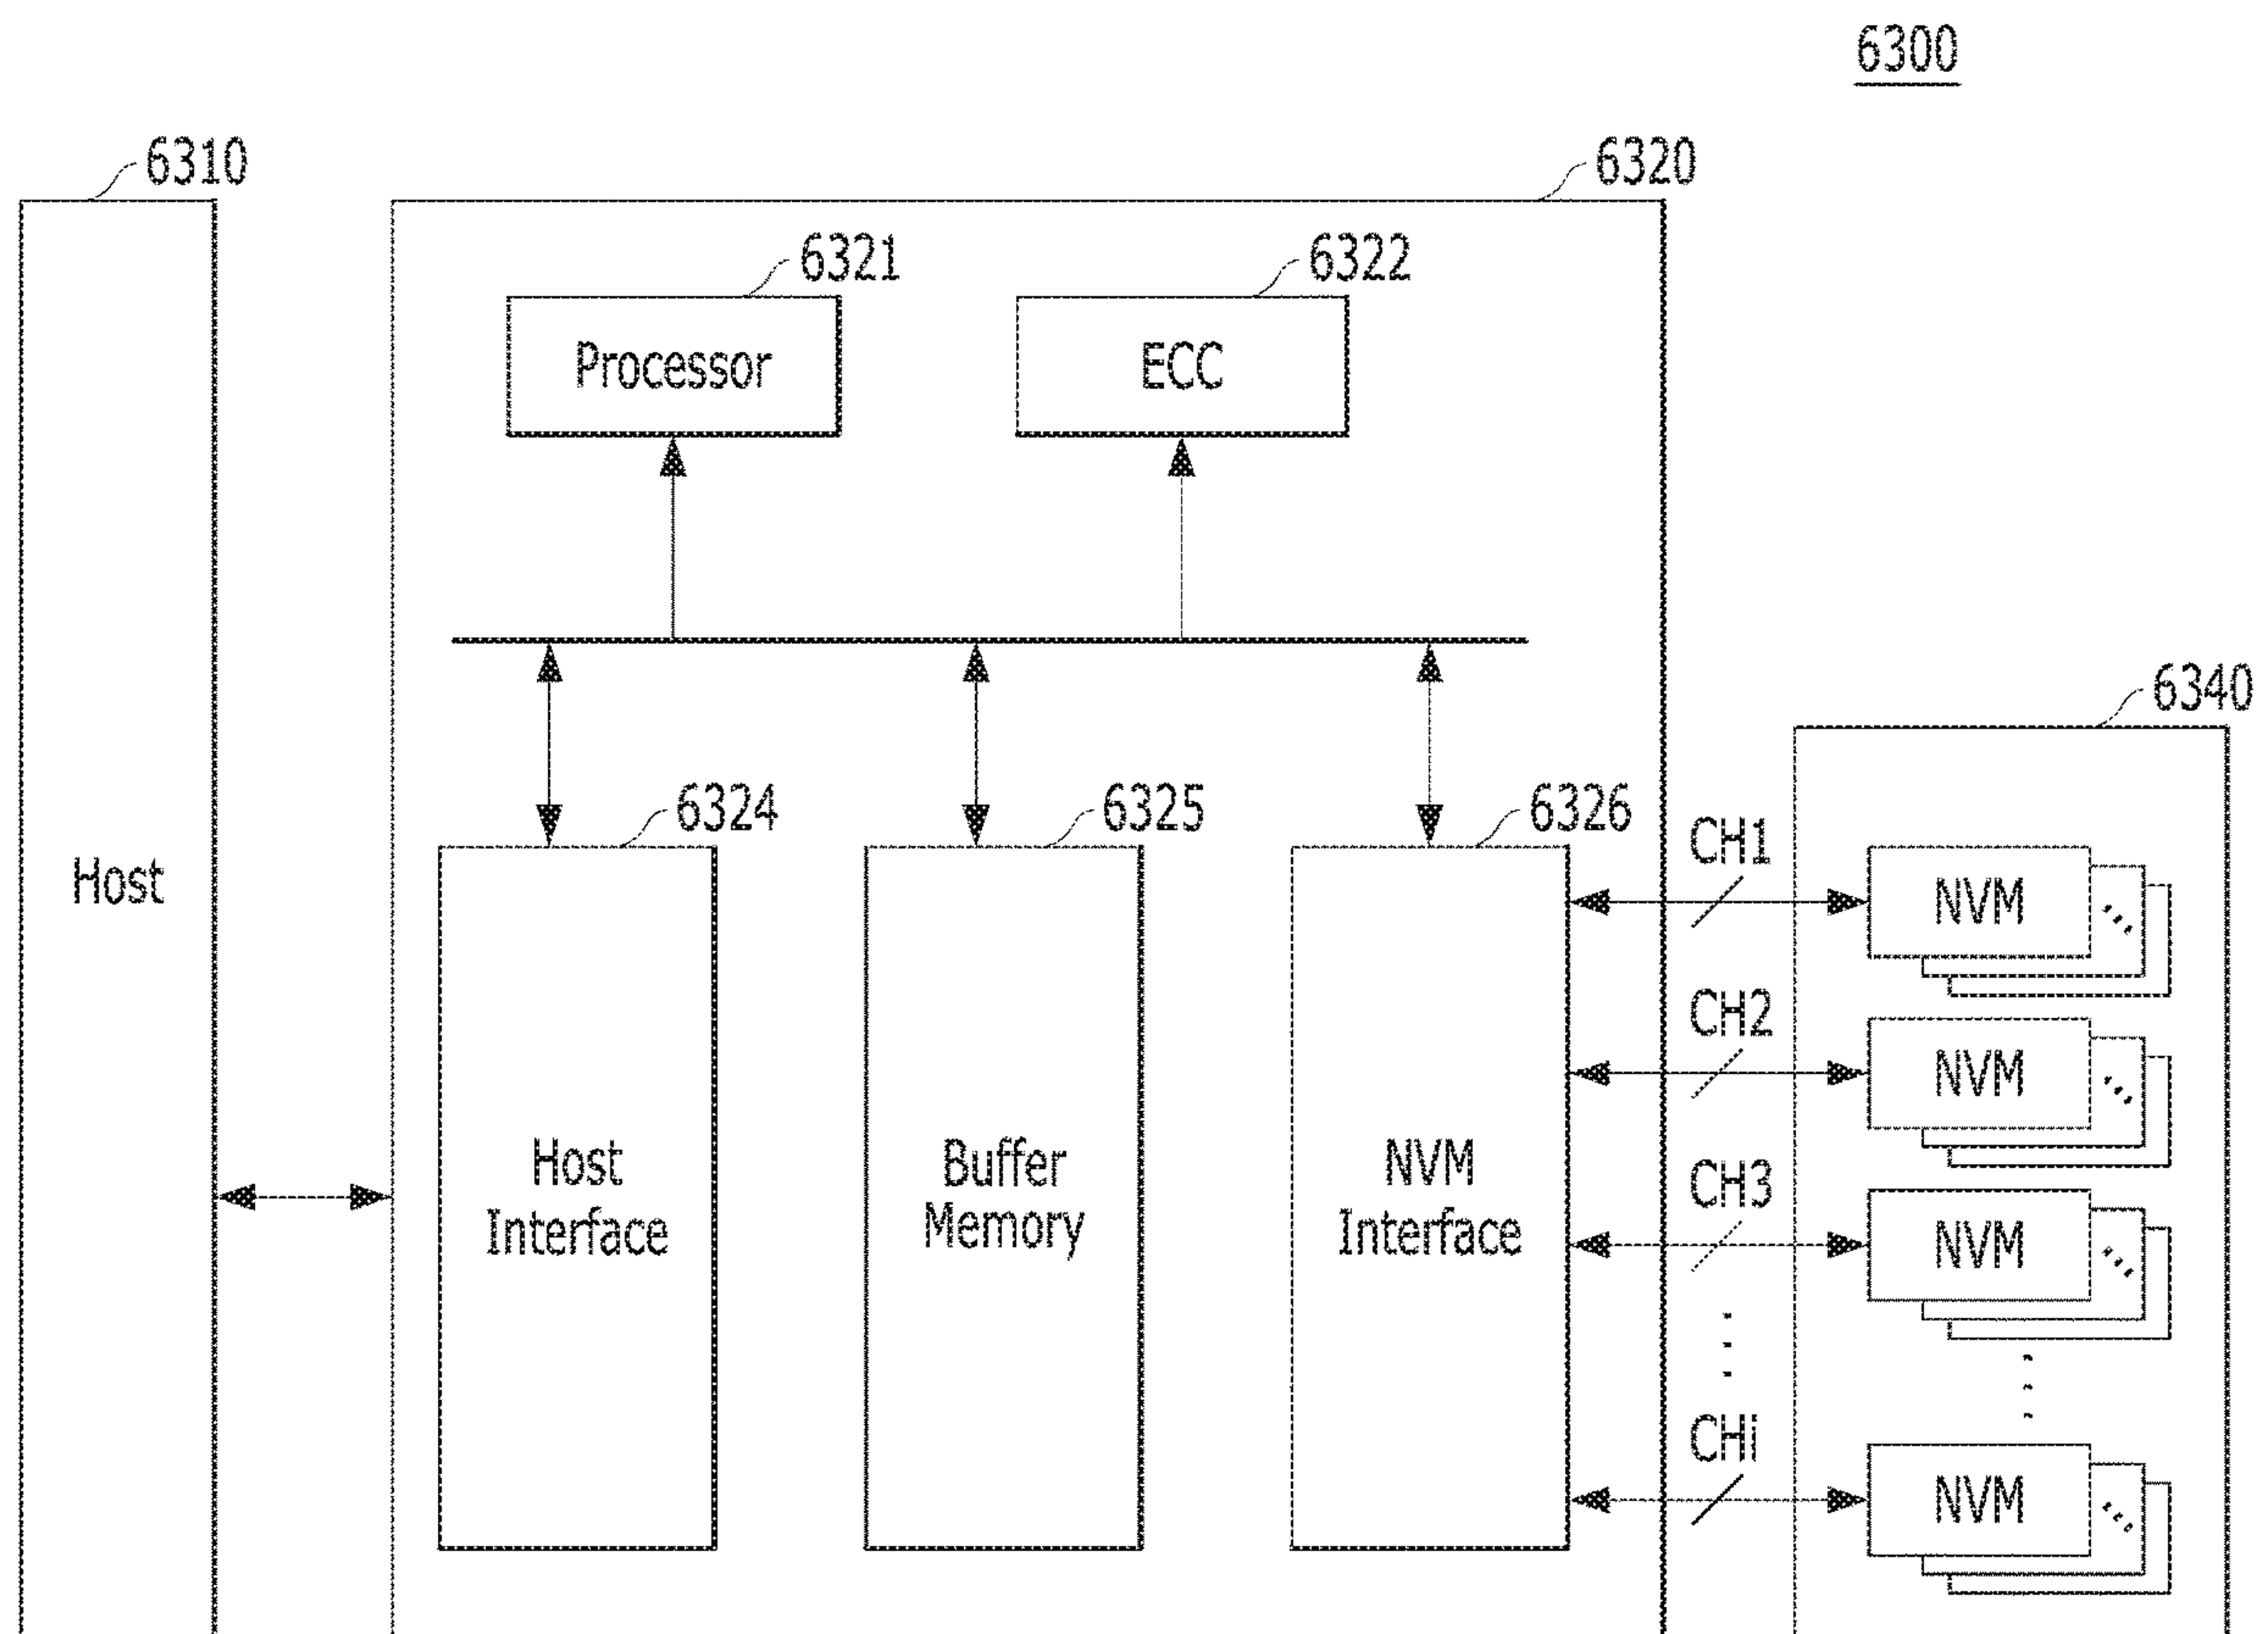 6300
6310
6320
6321
6322
Processor
ECC
6340
6324
6325
6326
CH1
Host
NVM
CH2
NVM
Host
Interface
Buffer
Memory
NVM
Interface
CH3
NVM
CHi
NVM